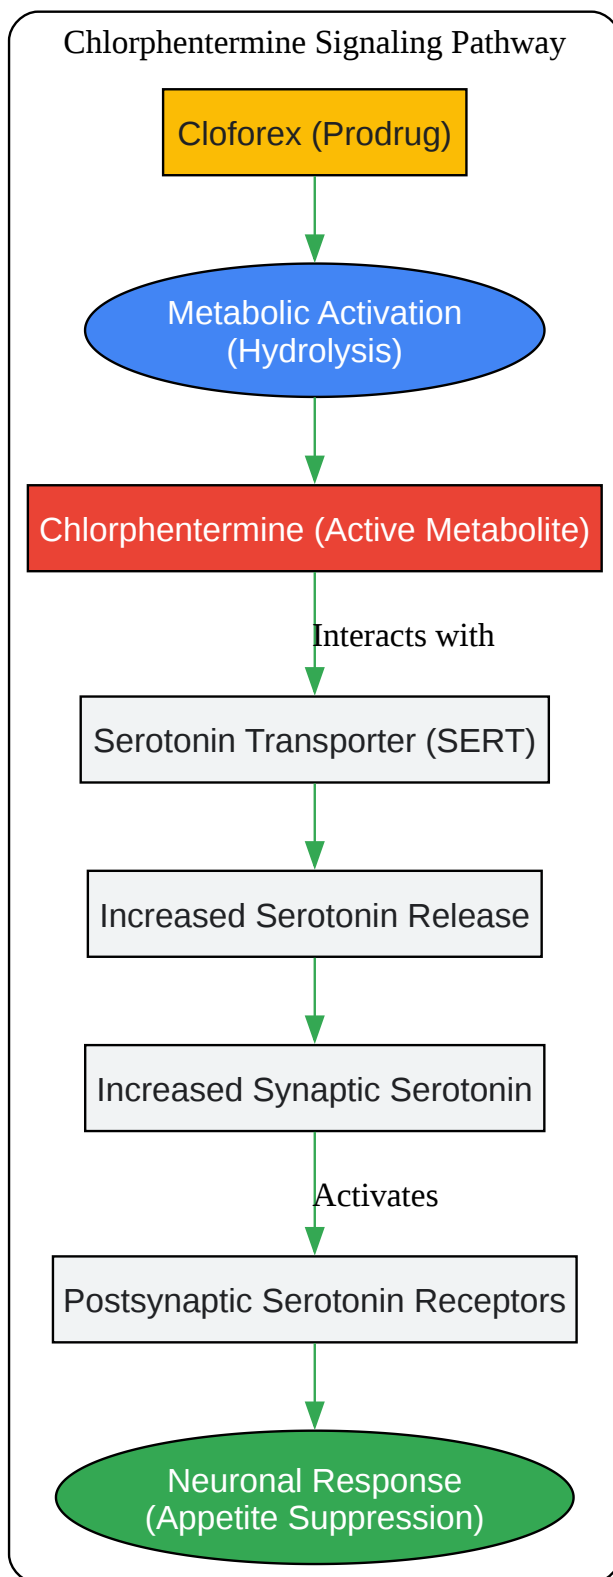 Chlorphentermine Signaling Pathway
Cloforex (Prodrug)
Metabolic Activation
(Hydrolysis)
Chlorphentermine (Active Metabolite)
Interacts with
Serotonin Transporter (SERT)
Increased Serotonin Release
Increased Synaptic Serotonin
Activates
Postsynaptic Serotonin Receptors
Neuronal Response
(Appetite Suppression)